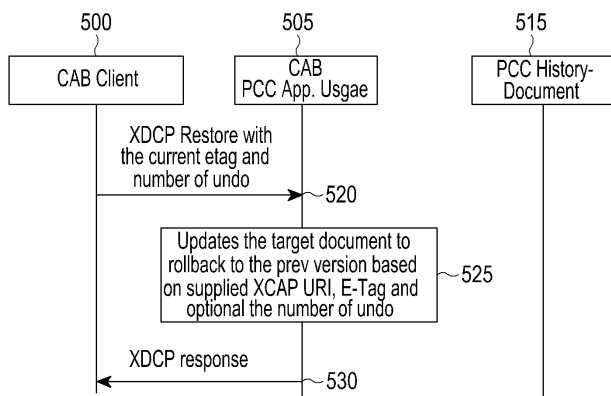 500
505
515
CAB Client
CAB
PCC App. Usgae
PCC History-
Document
XDCP Restore with
the current etag and
number of undo
520
Updates the target document to
rollback to the prev version based
on supplied XCAP URI, E-Tag and
optional the number of undo
525
XDCP response
530